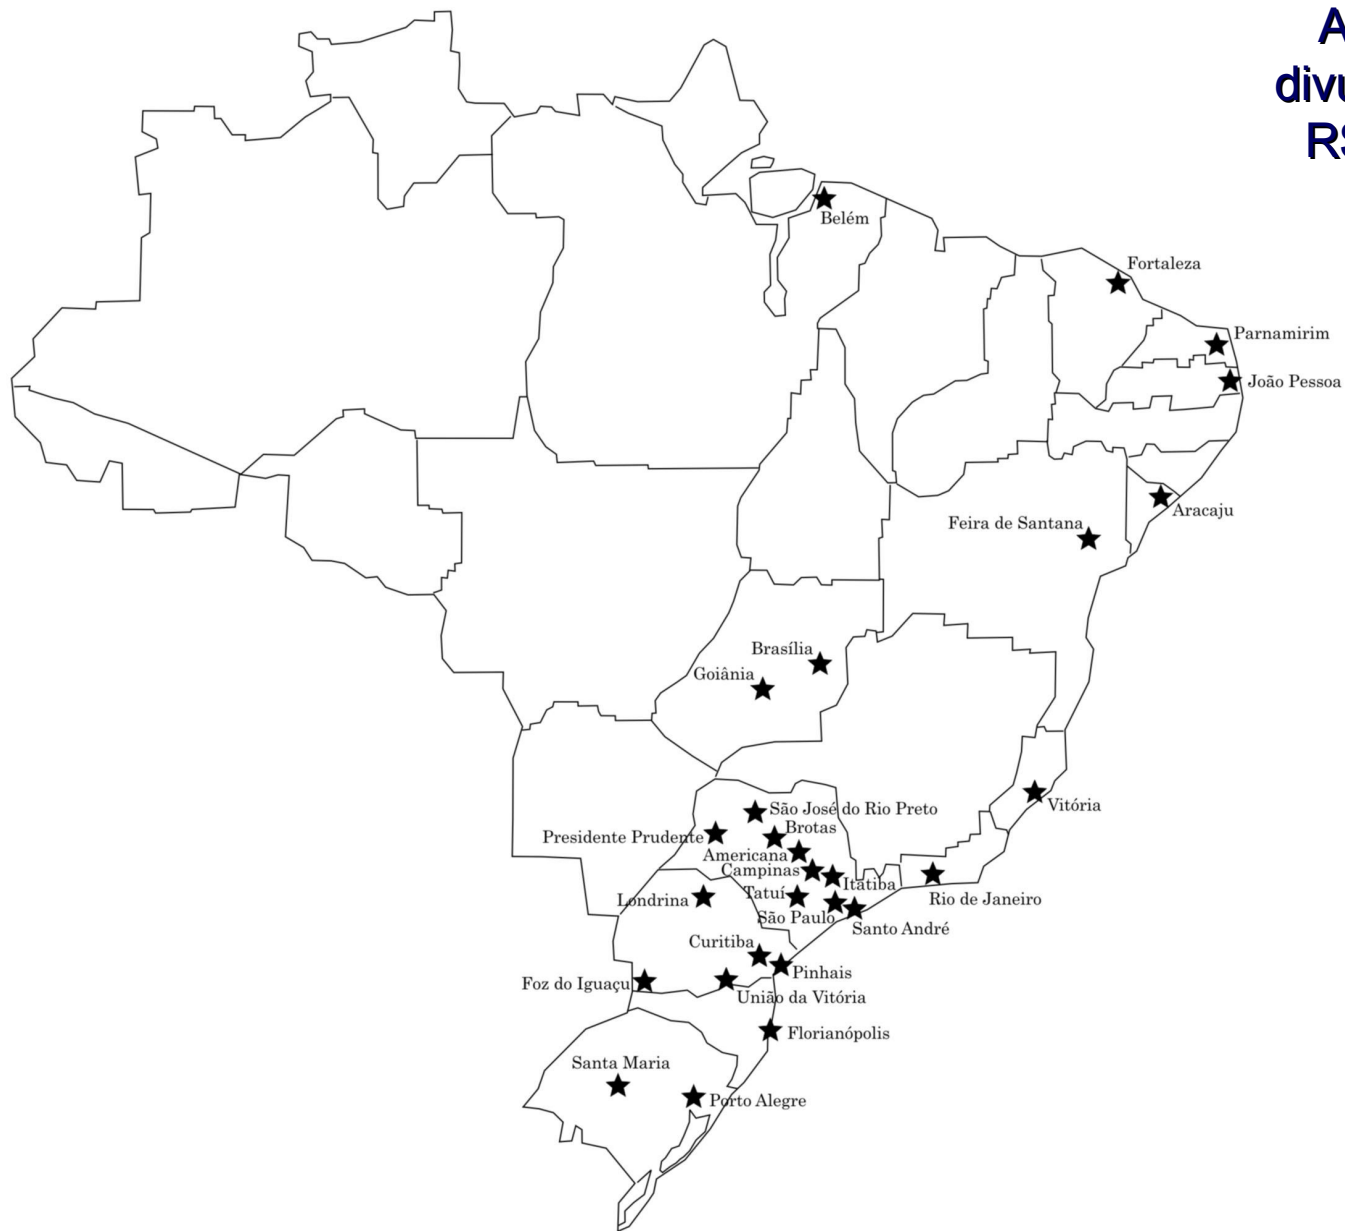 Belém
Fortaleza
Parnamirim
João Pessoa
Aracaju
Feira de Santana
Brasília
Goiânia
Vitória
São José do Rio Preto
Brotas
Presidente Prudente
Americana
Campinas
Itatiba
Tatuí
Londrina
Rio de Janeiro
São Paulo
Santo André
Curitiba
Pinhais
Foz do Iguaçu
União da Vitória
Florianópolis
Santa Maria
Porto Alegre